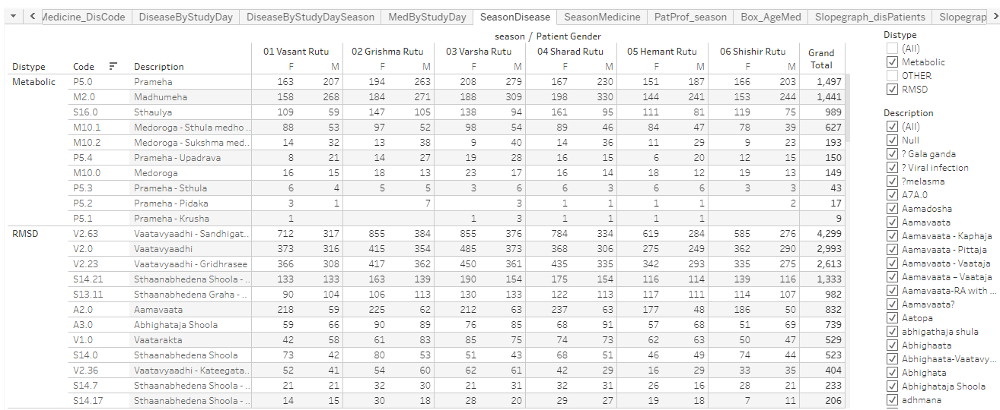 Medicine_DisCode DiseaseByStudyDay DiseaseByStudyDaySeason MedByStudyDay SeasonDisease SeasonMedicine PatProf_season Box_AgeMed Slopegraph_disPatients Slopegrap
season / Patient Gender
01 Vasant Rutu 02 Grishma Rutu 03 Varsha Rutu 04 Sharad Rutu 05 Hemant Rutu 06 Shishir Rutu Grand Total
Distype Code Description F M F M F M F M F M F M
Metabolic P5.0 Prameha 163 207 194 263 208 279 167 230 151 187 166 203 1,497
M2.0 Madhumeha 158 268 184 271 188 309 198 330 144 241 153 244 1,441
S16.0 Sthaulya 109 59 147 105 138 94 161 95 111 81 119 75 989
M10.1 Medoroga - Sthula medho .. 88 53 97 52 98 54 89 46 84 47 78 39 627
M10.2 Medoroga - Sukshma med.. 14 32 13 38 9 40 14 36 11 29 9 23 193
P5.4 Prameha - Upadrava 8 21 14 27 19 28 16 15 6 20 12 15 150
M10.0 Medoroga 16 15 18 13 23 17 16 14 18 12 19 13 149
P5.3 Prameha - Sthula 6 4 5 5 3 6 6 3 6 6 3 3 43
P5.2 Prameha - Pidaka 3 1 7 3 1 1 1 1 2 17
P5.1 Prameha - Krusha 1 1 3 1 1 1 1 9
RMSD V2.63 Vaatavyaadhi - Sandhigat.. 712 317 855 384 855 376 784 334 619 284 585 276 4,299
V2.0 Vaatavyaadhi 373 316 415 354 485 373 368 306 275 249 362 290 2,993
V2.23 Vaatavyaadhi - Gridhrasee 366 308 417 362 450 361 435 335 342 293 335 275 2,613
S14.21 Sthaanabhedena Shoola - .. 133 133 163 139 190 154 175 154 116 114 139 116 1,333
S13.11 Sthaanabhedena Graha - .. 90 104 106 113 130 133 122 113 117 111 114 107 982
A2.0 Aamavaata 218 59 225 62 212 63 237 63 177 48 186 50 832
A3.0 Abhighataja Shoola 59 66 90 89 76 85 68 91 57 68 51 69 739
V1.0 Vaatarakta 42 58 61 83 85 75 74 73 62 63 50 47 529
S14.0 Sthaanabhedena Shoola 73 42 80 53 51 43 68 51 46 49 74 44 523
V2.36 Vaatavyaadhi - Kateegata.. 52 41 54 60 62 61 42 29 16 29 33 35 404
S14.7 Sthaanabhedena Shoola - .. 21 21 32 30 21 31 32 31 26 16 28 21 233
S14.17 Sthaanabhedena Shoola - .. 14 15 30 18 28 20 29 27 19 18 7 11 206
Distype
(All)
Metabolic
OTHER
RMSD
Description
(All)
Null
? Gala ganda
? Viral infection
?melasma
A7A.0
Aamadosha
Aamavaata
Aamavaata - Kaphaja
Aamavaata - Pittaja
Aamavaata - Vaataja
Aamavaata – Vaataja
Aamavaata-RA with ...
Aamavaata?
Aatopa
abhigathaja shula
Abhighaata
Abhighaata-Vaatavy...
Abhighata
Abhighataja Shoola
adhmana